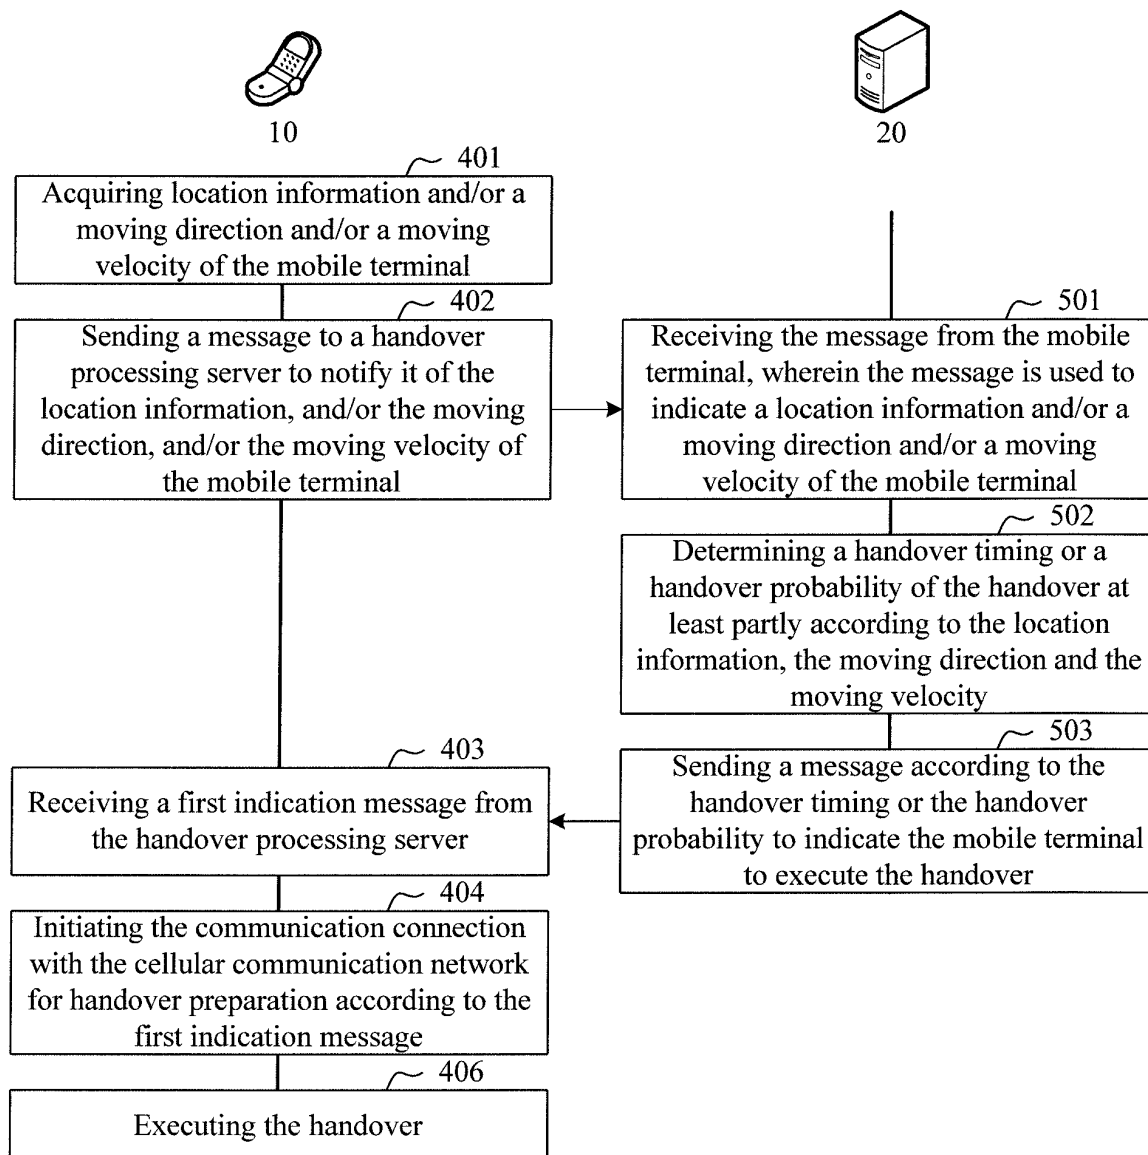 10
20
401
Acquiring location information and/or a
moving direction and/or a moving
velocity of the mobile terminal
402
Sending a message to a handover
processing server to notify it of the
location information, and/or the moving
direction, and/or the moving velocity of
the mobile terminal
501
Receiving the message from the mobile
terminal, wherein the message is used to
indicate a location information and/or a
moving direction and/or a moving
velocity of the mobile terminal
502
Determining a handover timing or a
handover probability of the handover at
least partly according to the location
information, the moving direction and the
moving velocity
503
Sending a message according to the
handover timing or the handover
probability to indicate the mobile terminal
to execute the handover
403
Receiving a first indication message from
the handover processing server
404
Initiating the communication connection
with the cellular communication network
for handover preparation according to the
first indication message
406
Executing the handover